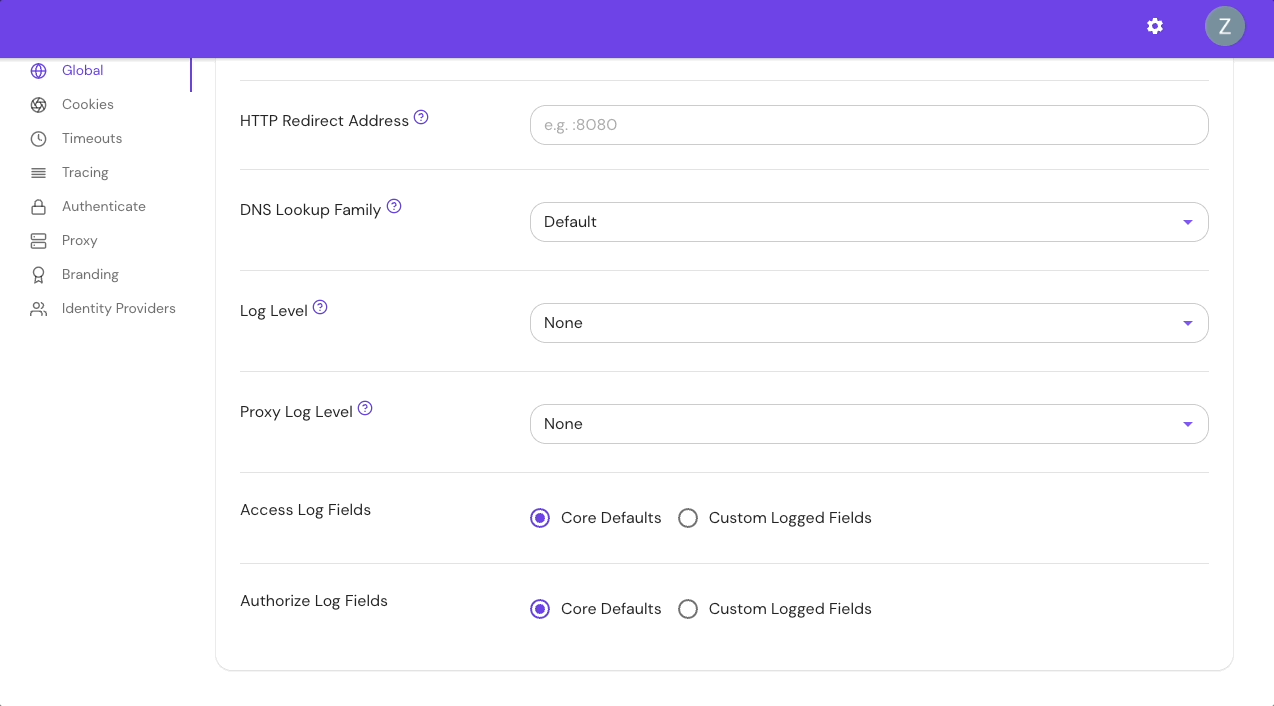 Z
Global
Cookies
Timeouts
Tracing
Authenticate
Proxy
Branding
Identity Providers
HTTP Redirect Address ?
e.g. :8080
DNS Lookup Family ?
Default
Log Level ?
None
Proxy Log Level ?
None
Access Log Fields
Core Defaults Custom Logged Fields
Authorize Log Fields
Core Defaults Custom Logged Fields